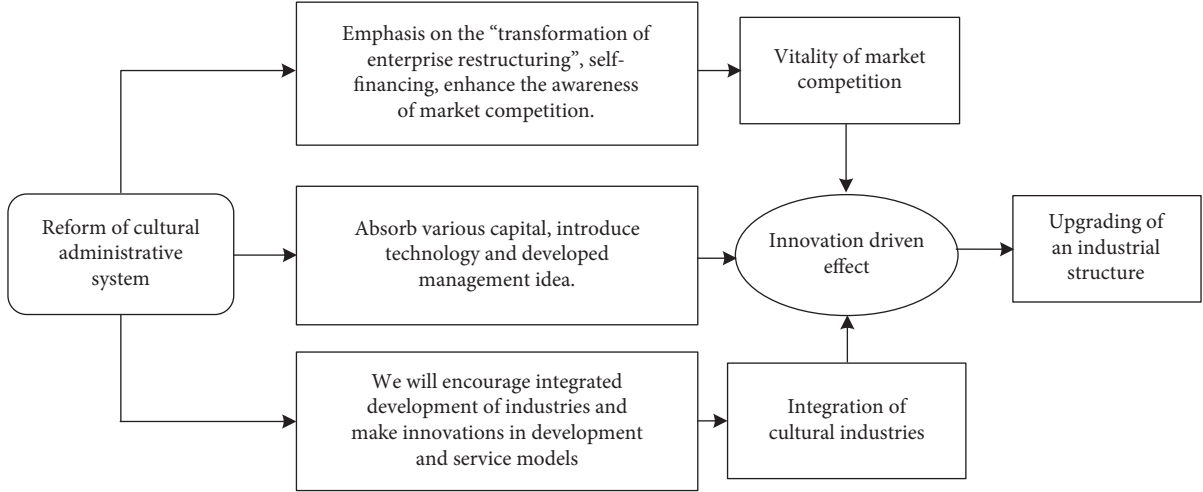 Emphasis on the “transformation of
enterprise restructuring”, self-
financing, enhance the awareness
of market competition.
Vitality of market
competition
Reform of cultural
administrative
system
Absorb various capital, introduce
technology and developed
management idea.
Innovation driven
effect
Upgrading of
an industrial
structure
We will encourage integrated
development of industries and
make innovations in development
and service models
Integration of
cultural industries